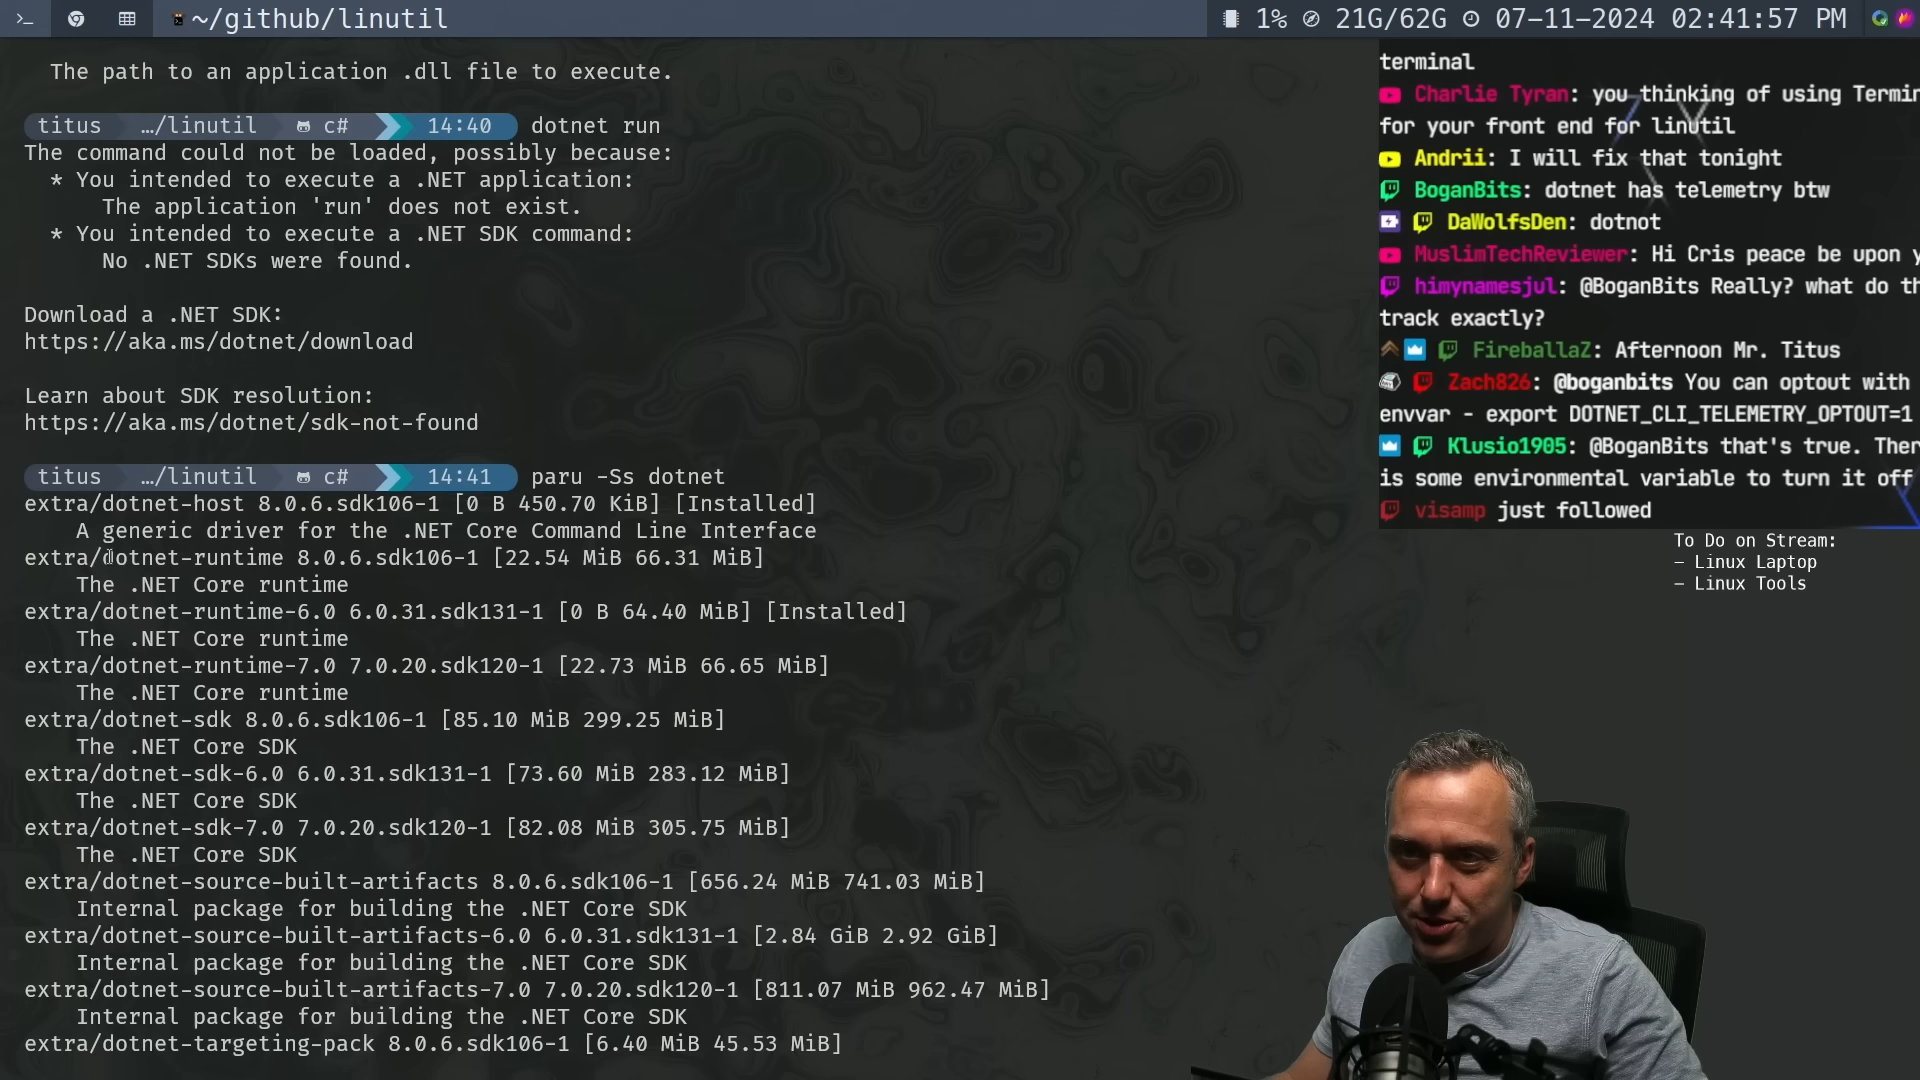 ~/github/linutil
1% 21G/62G 07-11-2024 02:41:57 PM
The path to an application .dll file to execute.
titus …/linutil c# 14:40 dotnet run
The command could not be loaded, possibly because:
* You intended to execute a .NET application:
The application 'run' does not exist.
* You intended to execute a .NET SDK command:
No .NET SDKs were found.
Download a .NET SDK:
https://aka.ms/dotnet/download
Learn about SDK resolution:
https://aka.ms/dotnet/sdk-not-found
titus …/linutil c# 14:41 paru -Ss dotnet
extra/dotnet-host 8.0.6.sdk106-1 [0 B 450.70 KiB] [Installed]
A generic driver for the .NET Core Command Line Interface
extra/dotnet-runtime 8.0.6.sdk106-1 [22.54 MiB 66.31 MiB]
The .NET Core runtime
extra/dotnet-runtime-6.0 6.0.31.sdk131-1 [0 B 64.40 MiB] [Installed]
The .NET Core runtime
extra/dotnet-runtime-7.0 7.0.20.sdk120-1 [22.73 MiB 66.65 MiB]
The .NET Core runtime
extra/dotnet-sdk 8.0.6.sdk106-1 [85.10 MiB 299.25 MiB]
The .NET Core SDK
extra/dotnet-sdk-6.0 6.0.31.sdk131-1 [73.60 MiB 283.12 MiB]
The .NET Core SDK
extra/dotnet-sdk-7.0 7.0.20.sdk120-1 [82.08 MiB 305.75 MiB]
The .NET Core SDK
extra/dotnet-source-built-artifacts 8.0.6.sdk106-1 [656.24 MiB 741.03 MiB]
Internal package for building the .NET Core SDK
extra/dotnet-source-built-artifacts-6.0 6.0.31.sdk131-1 [2.84 GiB 2.92 GiB]
Internal package for building the .NET Core SDK
extra/dotnet-source-built-artifacts-7.0 7.0.20.sdk120-1 [811.07 MiB 962.47 MiB]
Internal package for building the .NET Core SDK
extra/dotnet-targeting-pack 8.0.6.sdk106-1 [6.40 MiB 45.53 MiB]
terminal
Charlie Tyran: you thinking of using Termin
for your front end for linutil
Andrii: I will fix that tonight
BoganBits: dotnet has telemetry btw
DaWolfsDen: dotnot
MuslimTechReviewer: Hi Cris peace be upon y
himynamesjul: @BoganBits Really? what do th
track exactly?
FireballaZ: Afternoon Mr. Titus
Zach826: @boganbits You can optout with
envvar - export DOTNET_CLI_TELEMETRY_OPTOUT=1
Klusio1905: @BoganBits that's true. Ther
is some environmental variable to turn it off
visamp just followed
To Do on Stream:
- Linux Laptop
- Linux Tools